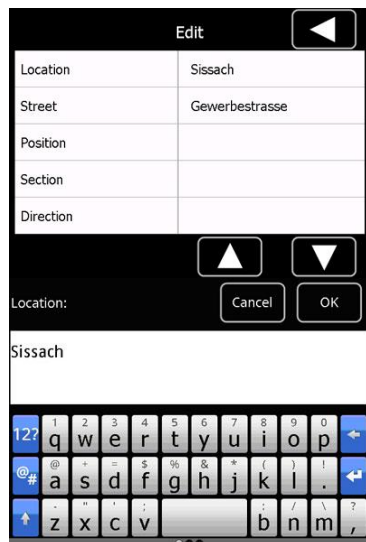 Edit
Location Sissach
Street Gewerbestrasse
Position
Section
Direction
Location: Cancel OK
Sissach
12? 1 q 2 w 3 e 4 r 5 t 6 y 7 u 8 i 9 o 0 p
@# @ a + s = d $ f % g & h * j ( k ) l ! .
- z " x ' c ; v : b / n \ m ? ,